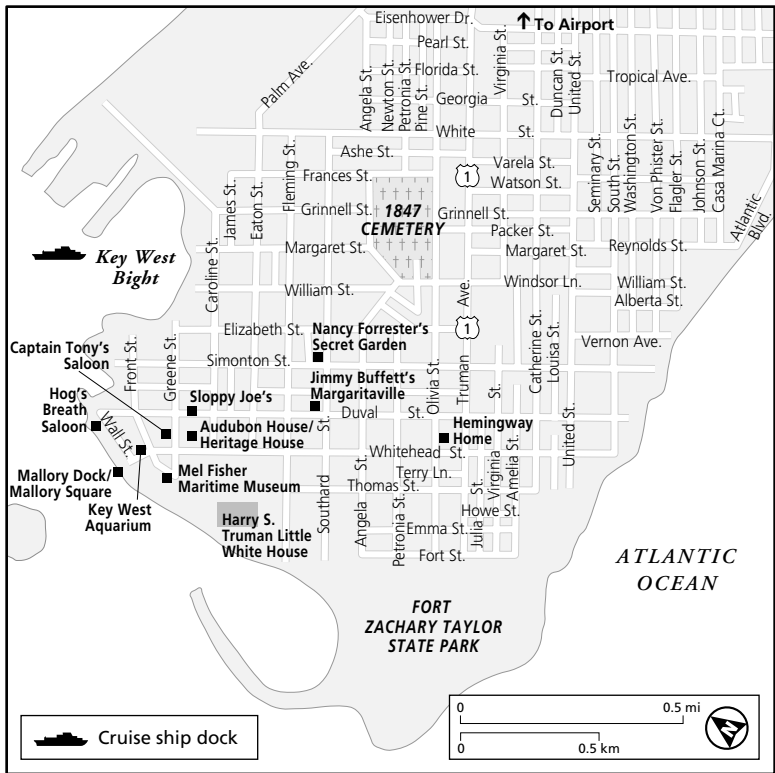 Eisenhower Dr.
To Airport
Pearl St.
Virginia St.
Florida St.
Duncan St.
United St.
Tropical Ave.
Palm Ave.
Angela St.
Newton St.
Petronia St.
Pine St.
Georgia St.
White St.
Ashe St.
Varela St.
Fleming St.
Frances St.
1
Watson St.
Seminary St.
South St.
Washington St.
Von Phister St.
Flagler St.
Johnson St.
Casa Marina Ct.
James St.
Eaton St.
Grinnell St.
1847
CEMETERY
Grinnell St.
Packer St.
Atlantic
Blvd.
Key West
Bight
Caroline St.
Margaret St.
Margaret St.
Reynolds St.
William St.
Ave.
Windsor Ln.
William St.
Alberta St.
Elizabeth St.
Nancy Forrester's
Secret Garden
1
Catherine St.
Louisa St.
Vernon Ave.
Captain Tony's
Saloon
Front St.
Greene St.
Simonton St.
Olivia St.
Truman
St.
Hog's
Breath
Saloon
Sloppy Joe's
Jimmy Buffett's
Margaritaville
Duval St.
Wall St.
Audubon House/
Heritage House
St.
Hemingway
Home
United St.
Whitehead St.
Mallory Dock/
Mallory Square
Mel Fisher
Maritime Museum
Terry Ln.
Virginia
Amelia St.
Thomas St.
Key West
Aquarium
Southard
Angela St.
Petronia St.
Julia St.
Howe St.
Harry S.
Truman Little
White House
Emma St.
Fort St.
ATLANTIC
OCEAN
FORT
ZACHARY TAYLOR
STATE PARK
0 0.5 mi
0 0.5 km
N
Cruise ship dock